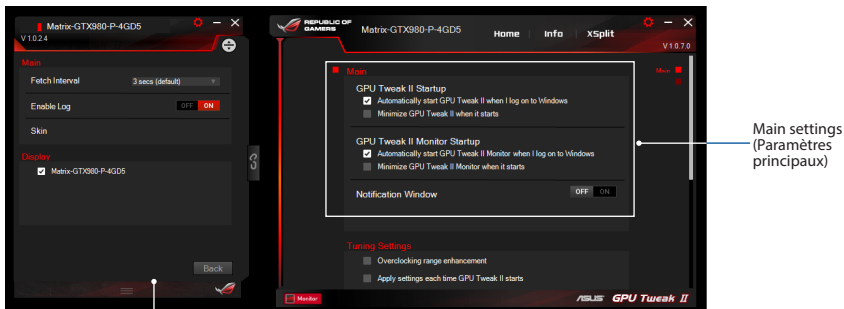 Matrix-GTX980-P-4GD5
V 1.0.2.4
Main
Fetch Interval 3 secs (default)
Enable Log OFF ON
Skin
Display
Matrix-GTX980-P-4GD5
Back
REPUBLIC OF
GAMERS
Matrix-GTX980-P-4GD5
Home Info XSplit
V 1.0.7.0
Main
Main
GPU Tweak II Startup
Automatically start GPU Tweak II when I log on to Windows
Minimize GPU Tweak II when it starts
GPU Tweak II Monitor Startup
Automatically start GPU Tweak II Monitor when I log on to Windows
Minimize GPU Tweak II Monitor when it starts
Notification Window OFF ON
Tuning Settings
Overclocking range enhancement
Apply settings each time GPU Tweak II starts
Monitor
ASUS GPU Tweak II
Main settings
(Paramètres
principaux)